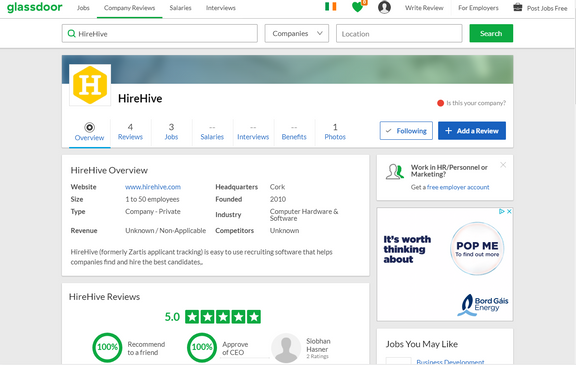 glassdoor Jobs Company Reviews Salaries Interviews Write Review For Employers Post Jobs Free
HireHive Companies Location Search
H
HireHive
Is this your company?
Overview
4 Reviews
3 Jobs
-- Salaries
-- Interviews
-- Benefits
1 Photos
Following
+ Add a Review
HireHive Overview
Website www.hirehive.com Headquarters Cork
Size 1 to 50 employees Founded 2010
Type Company - Private Industry Computer Hardware & Software
Revenue Unknown / Non-Applicable Competitors Unknown
HireHive (formerly Zartis applicant tracking) is easy to use recruiting software that helps
companies find and hire the best candidates,.
Work in HR/Personnel or
Marketing?
Get a free employer account
It's worth
thinking
about
POP ME
To find out more
Bord Gáis
Energy
HireHive Reviews
5.0
100% Recommend to a friend
100% Approve of CEO
Siobhan Hasner
2 Ratings
Jobs You May Like
Business Development